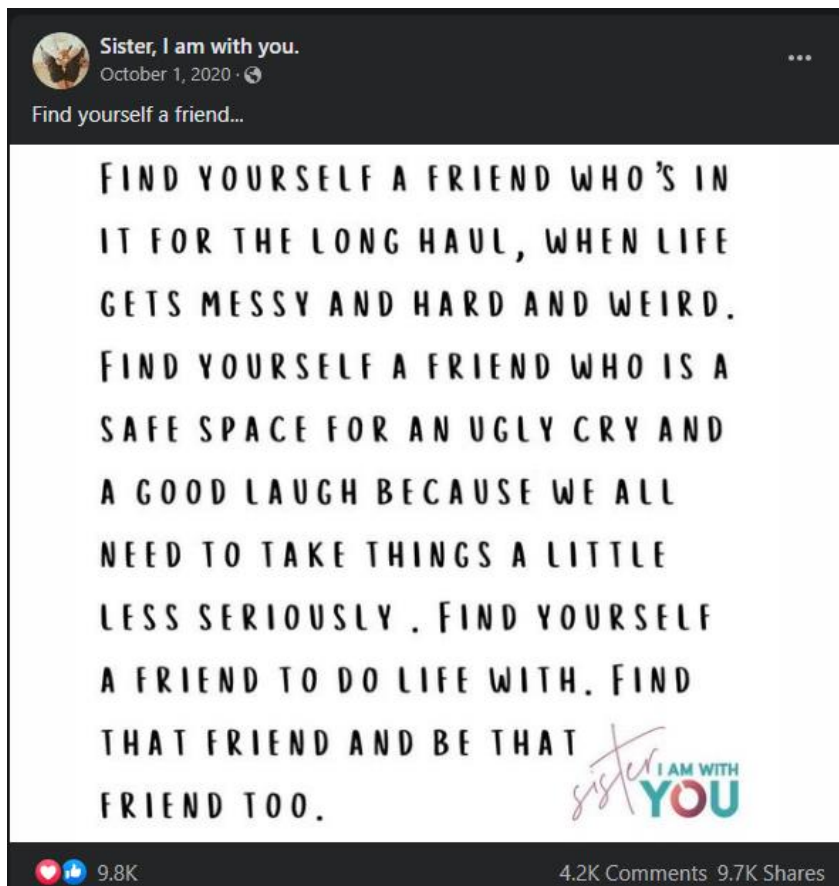 Sister, I am with you.
October 1, 2020 ·
Find yourself a friend...
FIND YOURSELF A FRIEND WHO'S IN
IT FOR THE LONG HAUL, WHEN LIFE
GETS MESSY AND HARD AND WEIRD.
FIND YOURSELF A FRIEND WHO IS A
SAFE SPACE FOR AN UGLY CRY AND
A GOOD LAUGH BECAUSE WE ALL
NEED TO TAKE THINGS A LITTLE
LESS SERIOUSLY . FIND YOURSELF
A FRIEND TO DO LIFE WITH. FIND
THAT FRIEND AND BE THAT
FRIEND TOO.
sister I AM WITH
YOU
9.8K 4.2K Comments 9.7K Shares